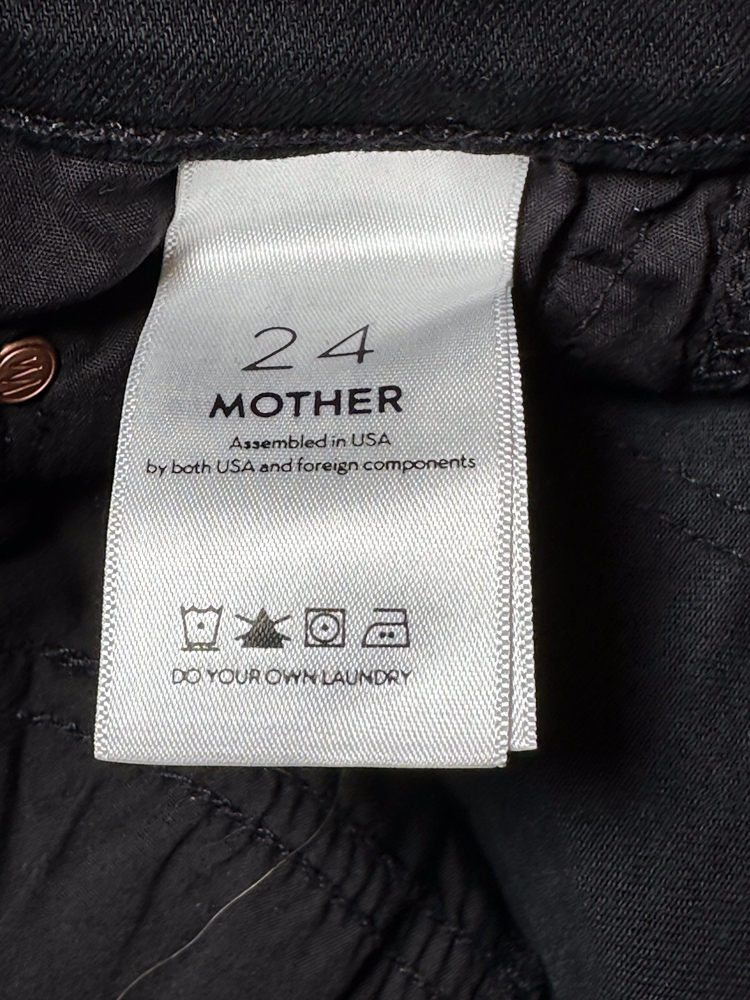 24
MOTHER
Assembled in USA
by both USA and foreign components
DO YOUR OWN LAUNDRY